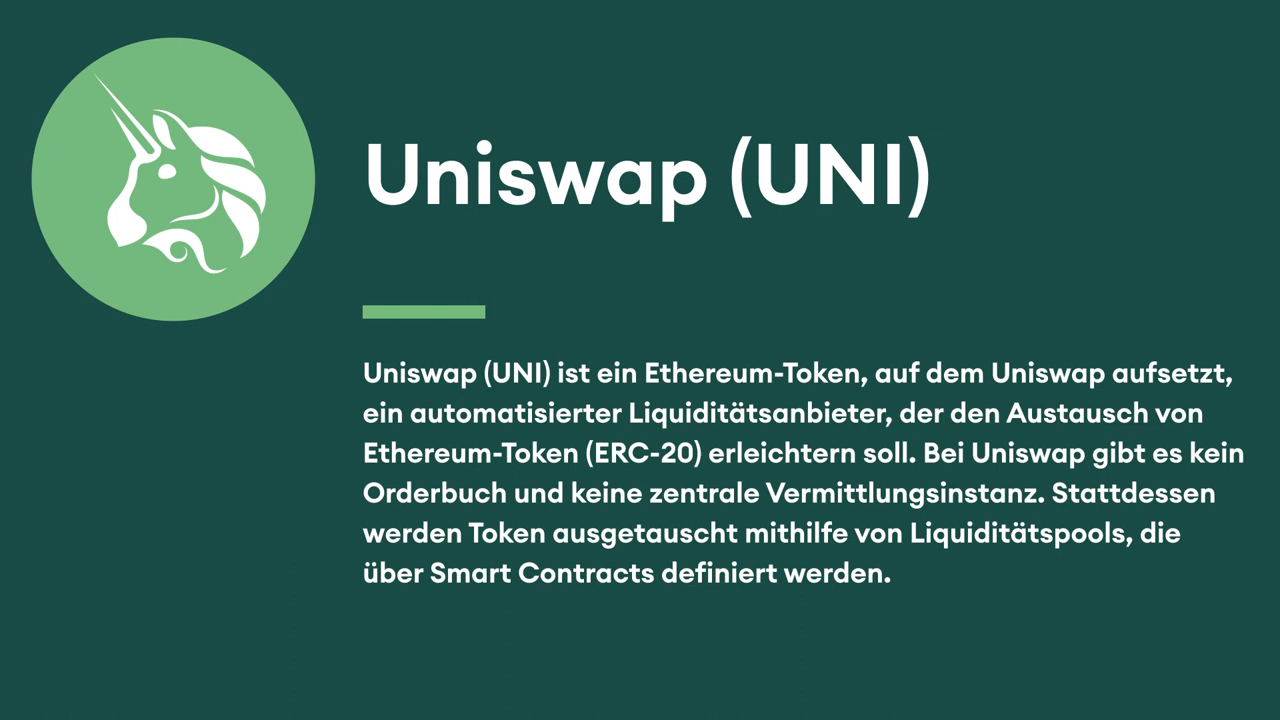 Uniswap (UNI)
Uniswap (UNI) ist ein Ethereum-Token, auf dem Uniswap aufsetzt,
ein automatisierter Liquiditätsanbieter, der den Austausch von
Ethereum-Token (ERC-20) erleichtern soll. Bei Uniswap gibt es kein
Orderbuch und keine zentrale Vermittlungsinstanz. Stattdessen
werden Token ausgetauscht mithilfe von Liquiditätspools, die
über Smart Contracts definiert werden.